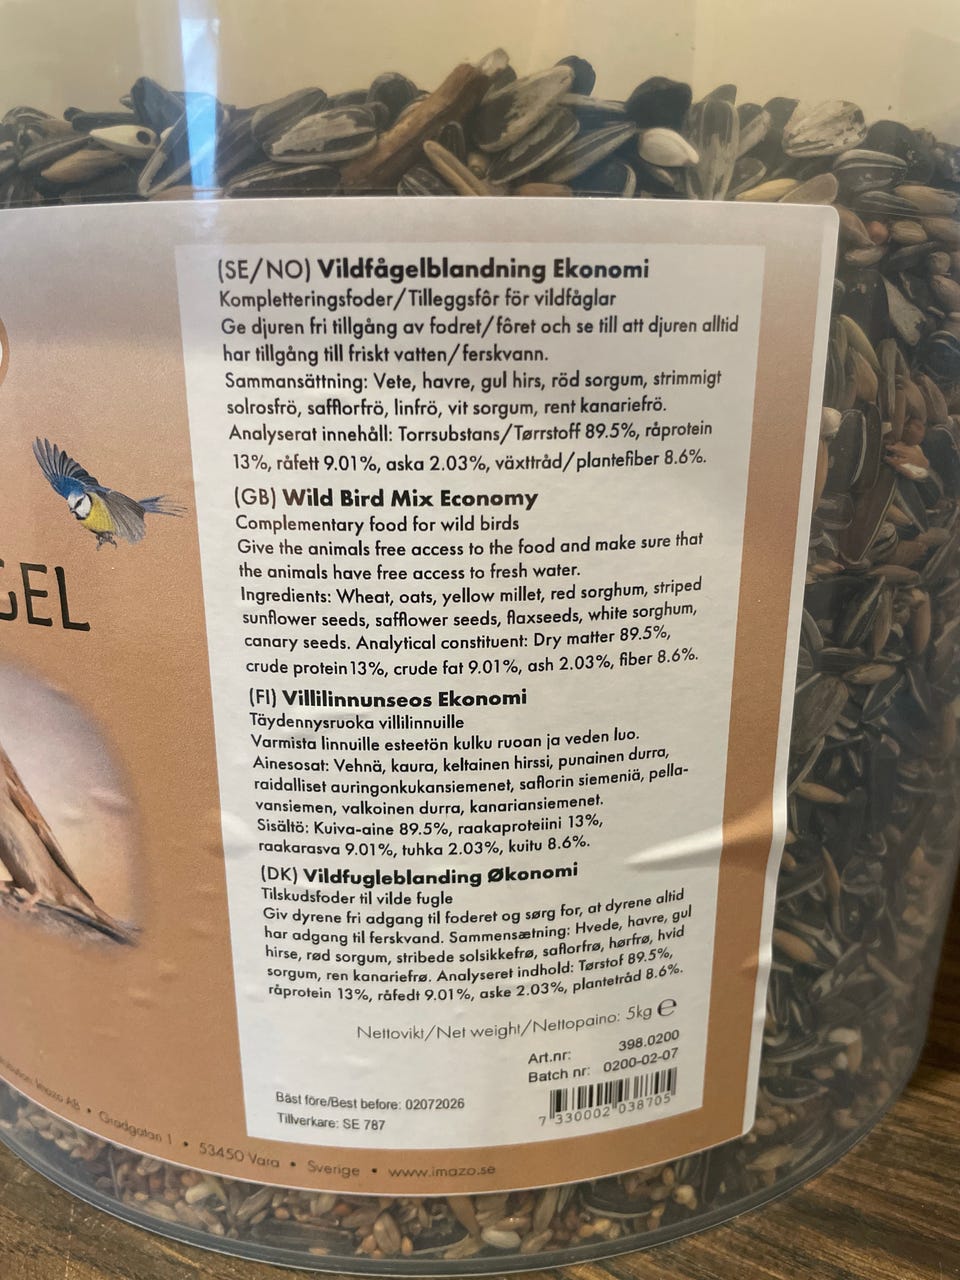 (SE/NO) Vildfågelblandning Ekonomi
Kompletteringsfoder/Tilleggsfôr för vildfåglar
Ge djuren fri tillgång av fodret/fôret och se till att djuren alltid
har tillgång till friskt vatten/ferskvann.
Sammansättning: Vete, havre, gul hirs, röd sorgum, strimmigt
solrosfrö, safflorfrö, linfrö, vit sorgum, rent kanariefrö.
Analyserat innehåll: Torrsubstans/Tørrstoff 89.5%, råprotein
13%, råfett 9.01%, aska 2.03%, växttråd/plantefiber 8.6%.
(GB) Wild Bird Mix Economy
Complementary food for wild birds
Give the animals free access to the food and make sure that
the animals have free access to fresh water.
Ingredients: Wheat, oats, yellow millet, red sorghum, striped
sunflower seeds, safflower seeds, flaxseeds, white sorghum,
canary seeds. Analytical constituent: Dry matter 89.5%,
crude protein 13%, crude fat 9.01%, ash 2.03%, fiber 8.6%.
GEL
(FI) Villilinnunseos Ekonomi
Täydennysruoka villilinnuille
Varmista linnuille esteetön kulku ruoan ja veden luo.
Ainesosat: Vehnä, kaura, keltainen hirssi, punainen durra,
raidalliset auringonkukansiemenet, saflorin siemeniä, pella-
vansiemen, valkoinen durra, kanariansiemenet.
Sisältö: Kuiva-aine 89.5%, raakaproteiini 13%,
raakarasva 9.01%, tuhka 2.03%, kuitu 8.6%.
(DK) Vildfugleblanding Økonomi
Tilskudsfoder til vilde fugle
Giv dyrene fri adgang til foderet og sørg for, at dyrene altid
har adgang til ferskvand. Sammensætning: Hvede, havre, gul
hirse, rød sorgum, stribede solsikkefrø, saflorfrø, hørfrø, hvid
sorgum, ren kanariefrø. Analyseret indhold: Tørstof 89.5%,
råprotein 13%, råfedt 9.01%, aske 2.03%, plantetråd 8.6%.
Nettovikt/Net weight/Nettopaino: 5kg ℮
Art.nr: 398.0200
Batch nr: 0200-02-07
7 330002 038705
Bäst före/Best before: 02072026
Tillverkare: SE 787
Imazo AB • Gradgatan 1 • 53450 Vara • Sverige • www.imazo.se